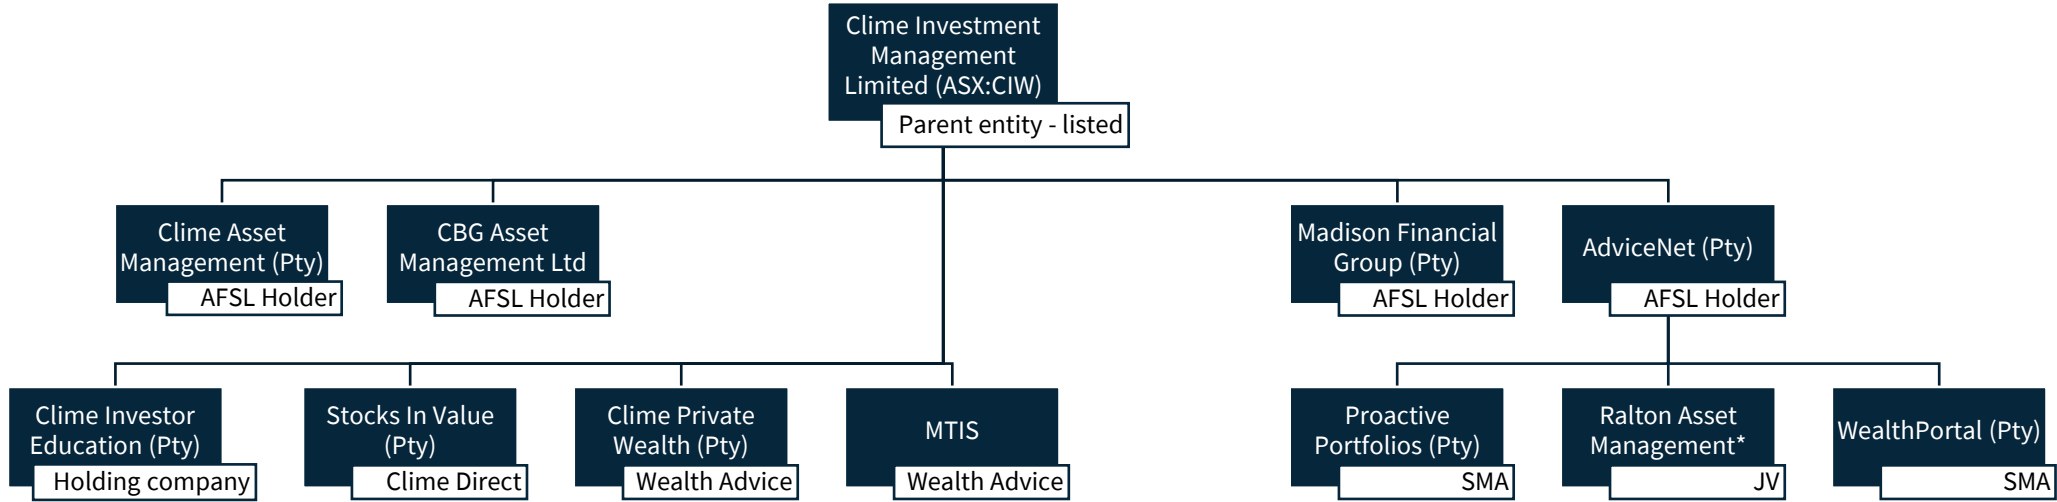 Clime Investment
Management
Limited (ASX:CIW)
Parent entity - listed
Clime Asset
Management (Pty)
AFSL Holder
CBG Asset
Management Ltd
AFSL Holder
Madison Financial
Group (Pty)
AFSL Holder
AdviceNet (Pty)
AFSL Holder
Clime Investor
Education (Pty)
Holding company
Stocks In Value
(Pty)
Clime Direct
Clime Private
Wealth (Pty)
Wealth Advice
MTIS
Wealth Advice
Proactive
Portfolios (Pty)
SMA
Ralton Asset
Management*
JV
WealthPortal (Pty)
SMA